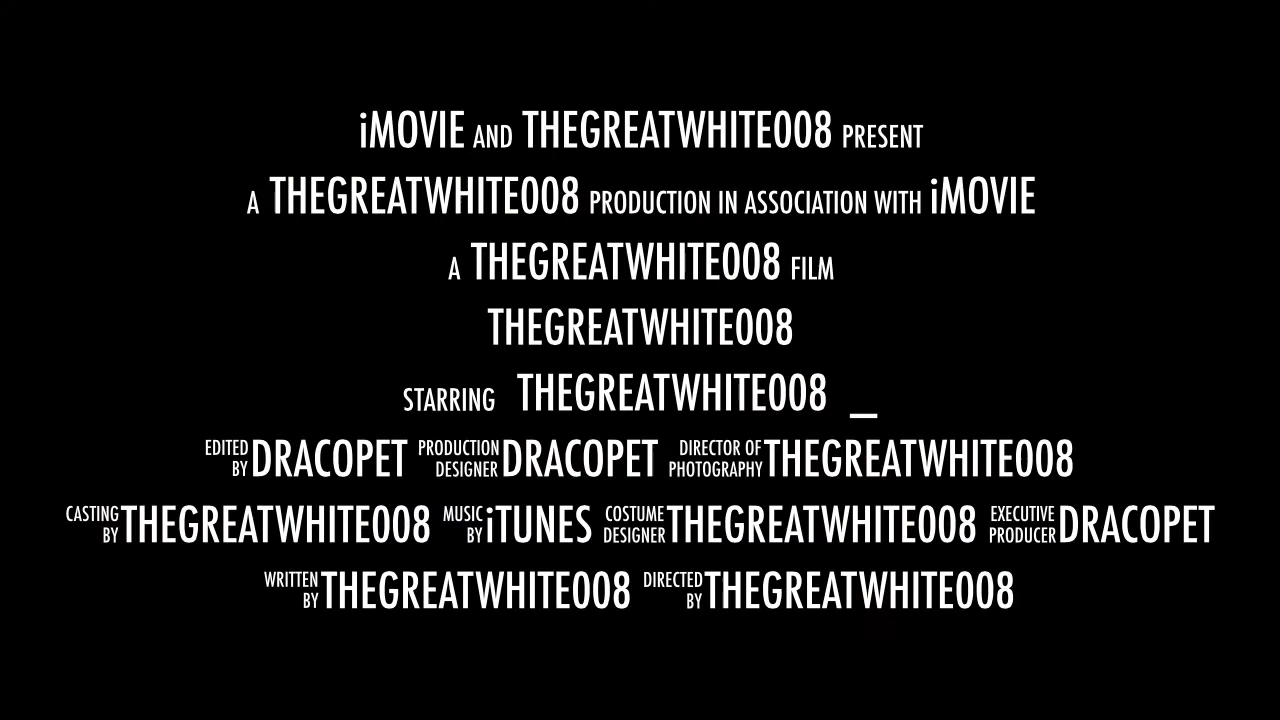 iMOVIE AND THEGREATWHITE008 PRESENT
A THEGREATWHITE008 PRODUCTION IN ASSOCIATION WITH iMOVIE
A THEGREATWHITE008 FILM
THEGREATWHITE008
STARRING THEGREATWHITE008 _
EDITED BY DRACOPET PRODUCTION DESIGNER DRACOPET DIRECTOR OF PHOTOGRAPHY THEGREATWHITE008
CASTING BY THEGREATWHITE008 MUSIC BY iTUNES COSTUME DESIGNER THEGREATWHITE008 EXECUTIVE PRODUCER DRACOPET
WRITTEN BY THEGREATWHITE008 DIRECTED BY THEGREATWHITE008